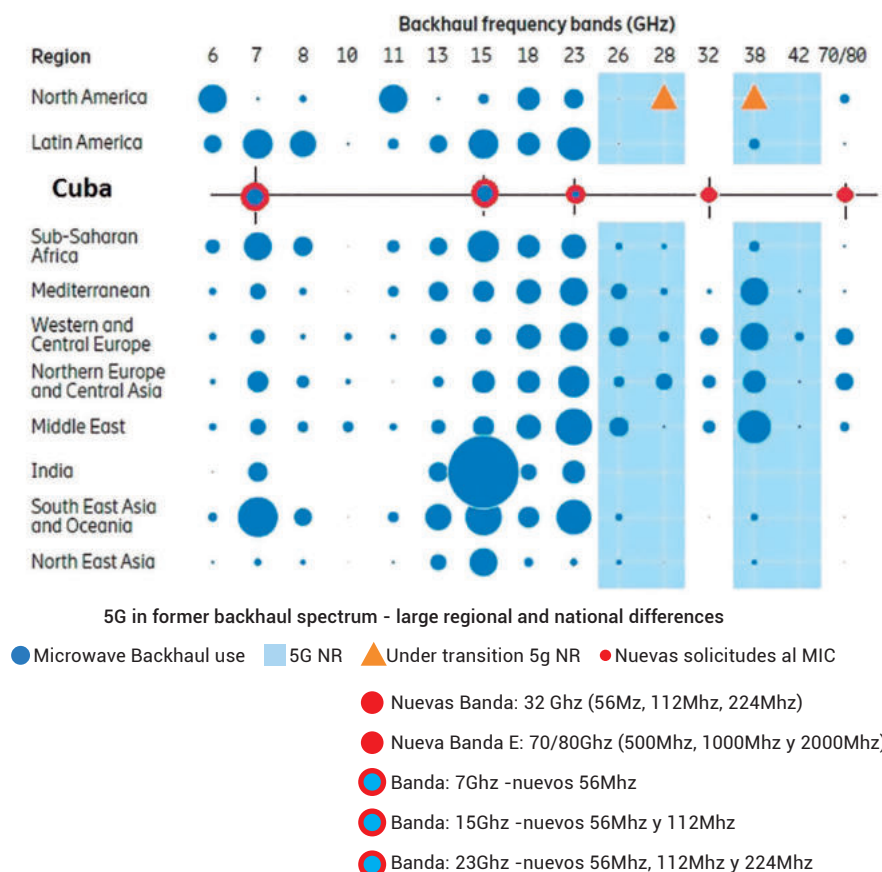 Backhaul frequency bands (GHz)
Region 6 7 8 10 11 13 15 18 23 26 28 32 38 42 70/80
North America
Latin America
Cuba
Sub-Saharan
Africa
Mediterranean
Western and
Central Europe
Northern Europe
and Central Asia
Middle East
India
South East Asia
and Oceania
North East Asia
5G in former backhaul spectrum - large regional and national differences
Microwave Backhaul use 5G NR Under transition 5g NR Nuevas solicitudes al MIC
Nuevas Banda: 32 Ghz (56Mz, 112Mhz, 224Mhz)
Nueva Banda E: 70/80Ghz (500Mhz, 1000Mhz y 2000Mhz)
Banda: 7Ghz -nuevos 56Mhz
Banda: 15Ghz -nuevos 56Mhz y 112Mhz
Banda: 23Ghz -nuevos 56Mhz, 112Mhz y 224Mhz